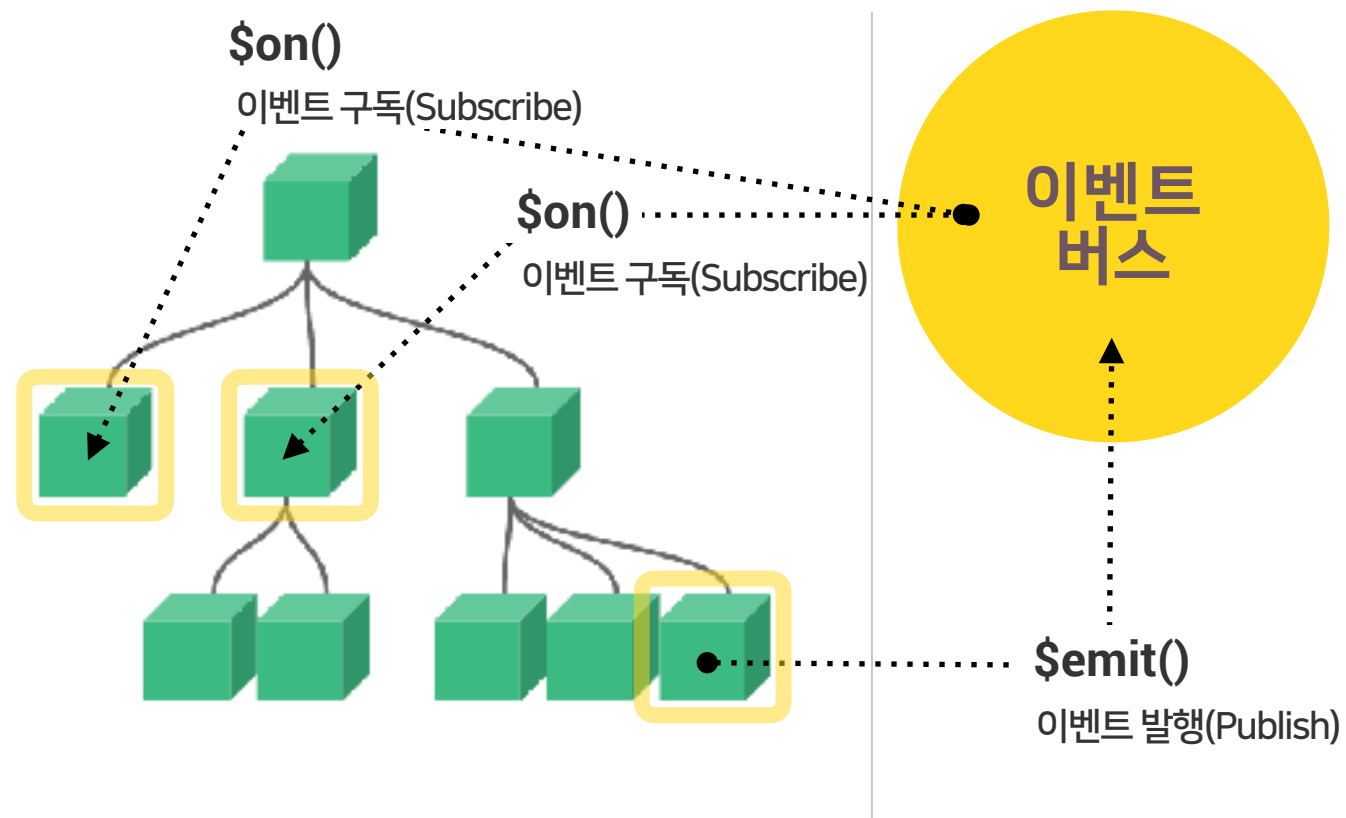 $on()
이벤트 구독(Subscribe)
$on()
이벤트 구독(Subscribe)
이벤트
버스
$emit()
이벤트 발행(Publish)